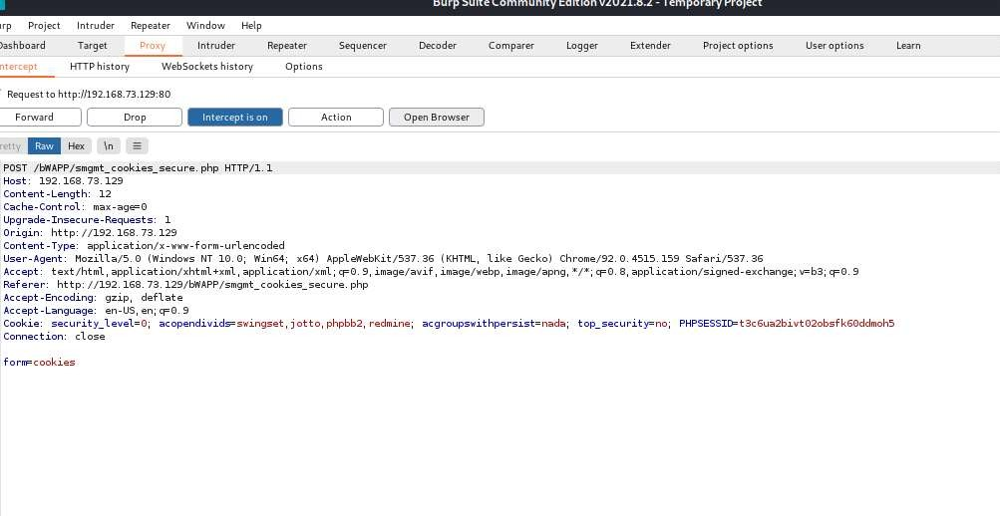 Burp Suite Community Edition v2021.8.2 - Temporary Project
urp Project Intruder Repeater Window Help
Dashboard Target Proxy Intruder Repeater Sequencer Decoder Comparer Logger Extender Project options User options Learn
Intercept HTTP history WebSockets history Options
Request to http://192.168.73.129:80
Forward Drop Intercept is on Action Open Browser
retty Raw Hex \n
POST /bWAPP/smgmt_cookies_secure.php HTTP/1.1
Host: 192.168.73.129
Content-Length: 12
Cache-Control: max-age=0
Upgrade-Insecure-Requests: 1
Origin: http://192.168.73.129
Content-Type: application/x-www-form-urlencoded
User-Agent: Mozilla/5.0 (Windows NT 10.0; Win64; x64) AppleWebKit/537.36 (KHTML, like Gecko) Chrome/92.0.4515.159 Safari/537.36
Accept: text/html,application/xhtml+xml,application/xml;q=0.9,image/avif,image/webp,image/apng,*/*;q=0.8,application/signed-exchange;v=b3;q=0.9
Referer: http://192.168.73.129/bWAPP/smgmt_cookies_secure.php
Accept-Encoding: gzip, deflate
Accept-Language: en-US,en;q=0.9
Cookie: security_level=0; acopendivids=swingset,jotto,phpbb2,redmine; acgroupswithpersist=nada; top_security=no; PHPSESSID=t3c6ua2bivt02obsfk60ddmoh5
Connection: close
form=cookies